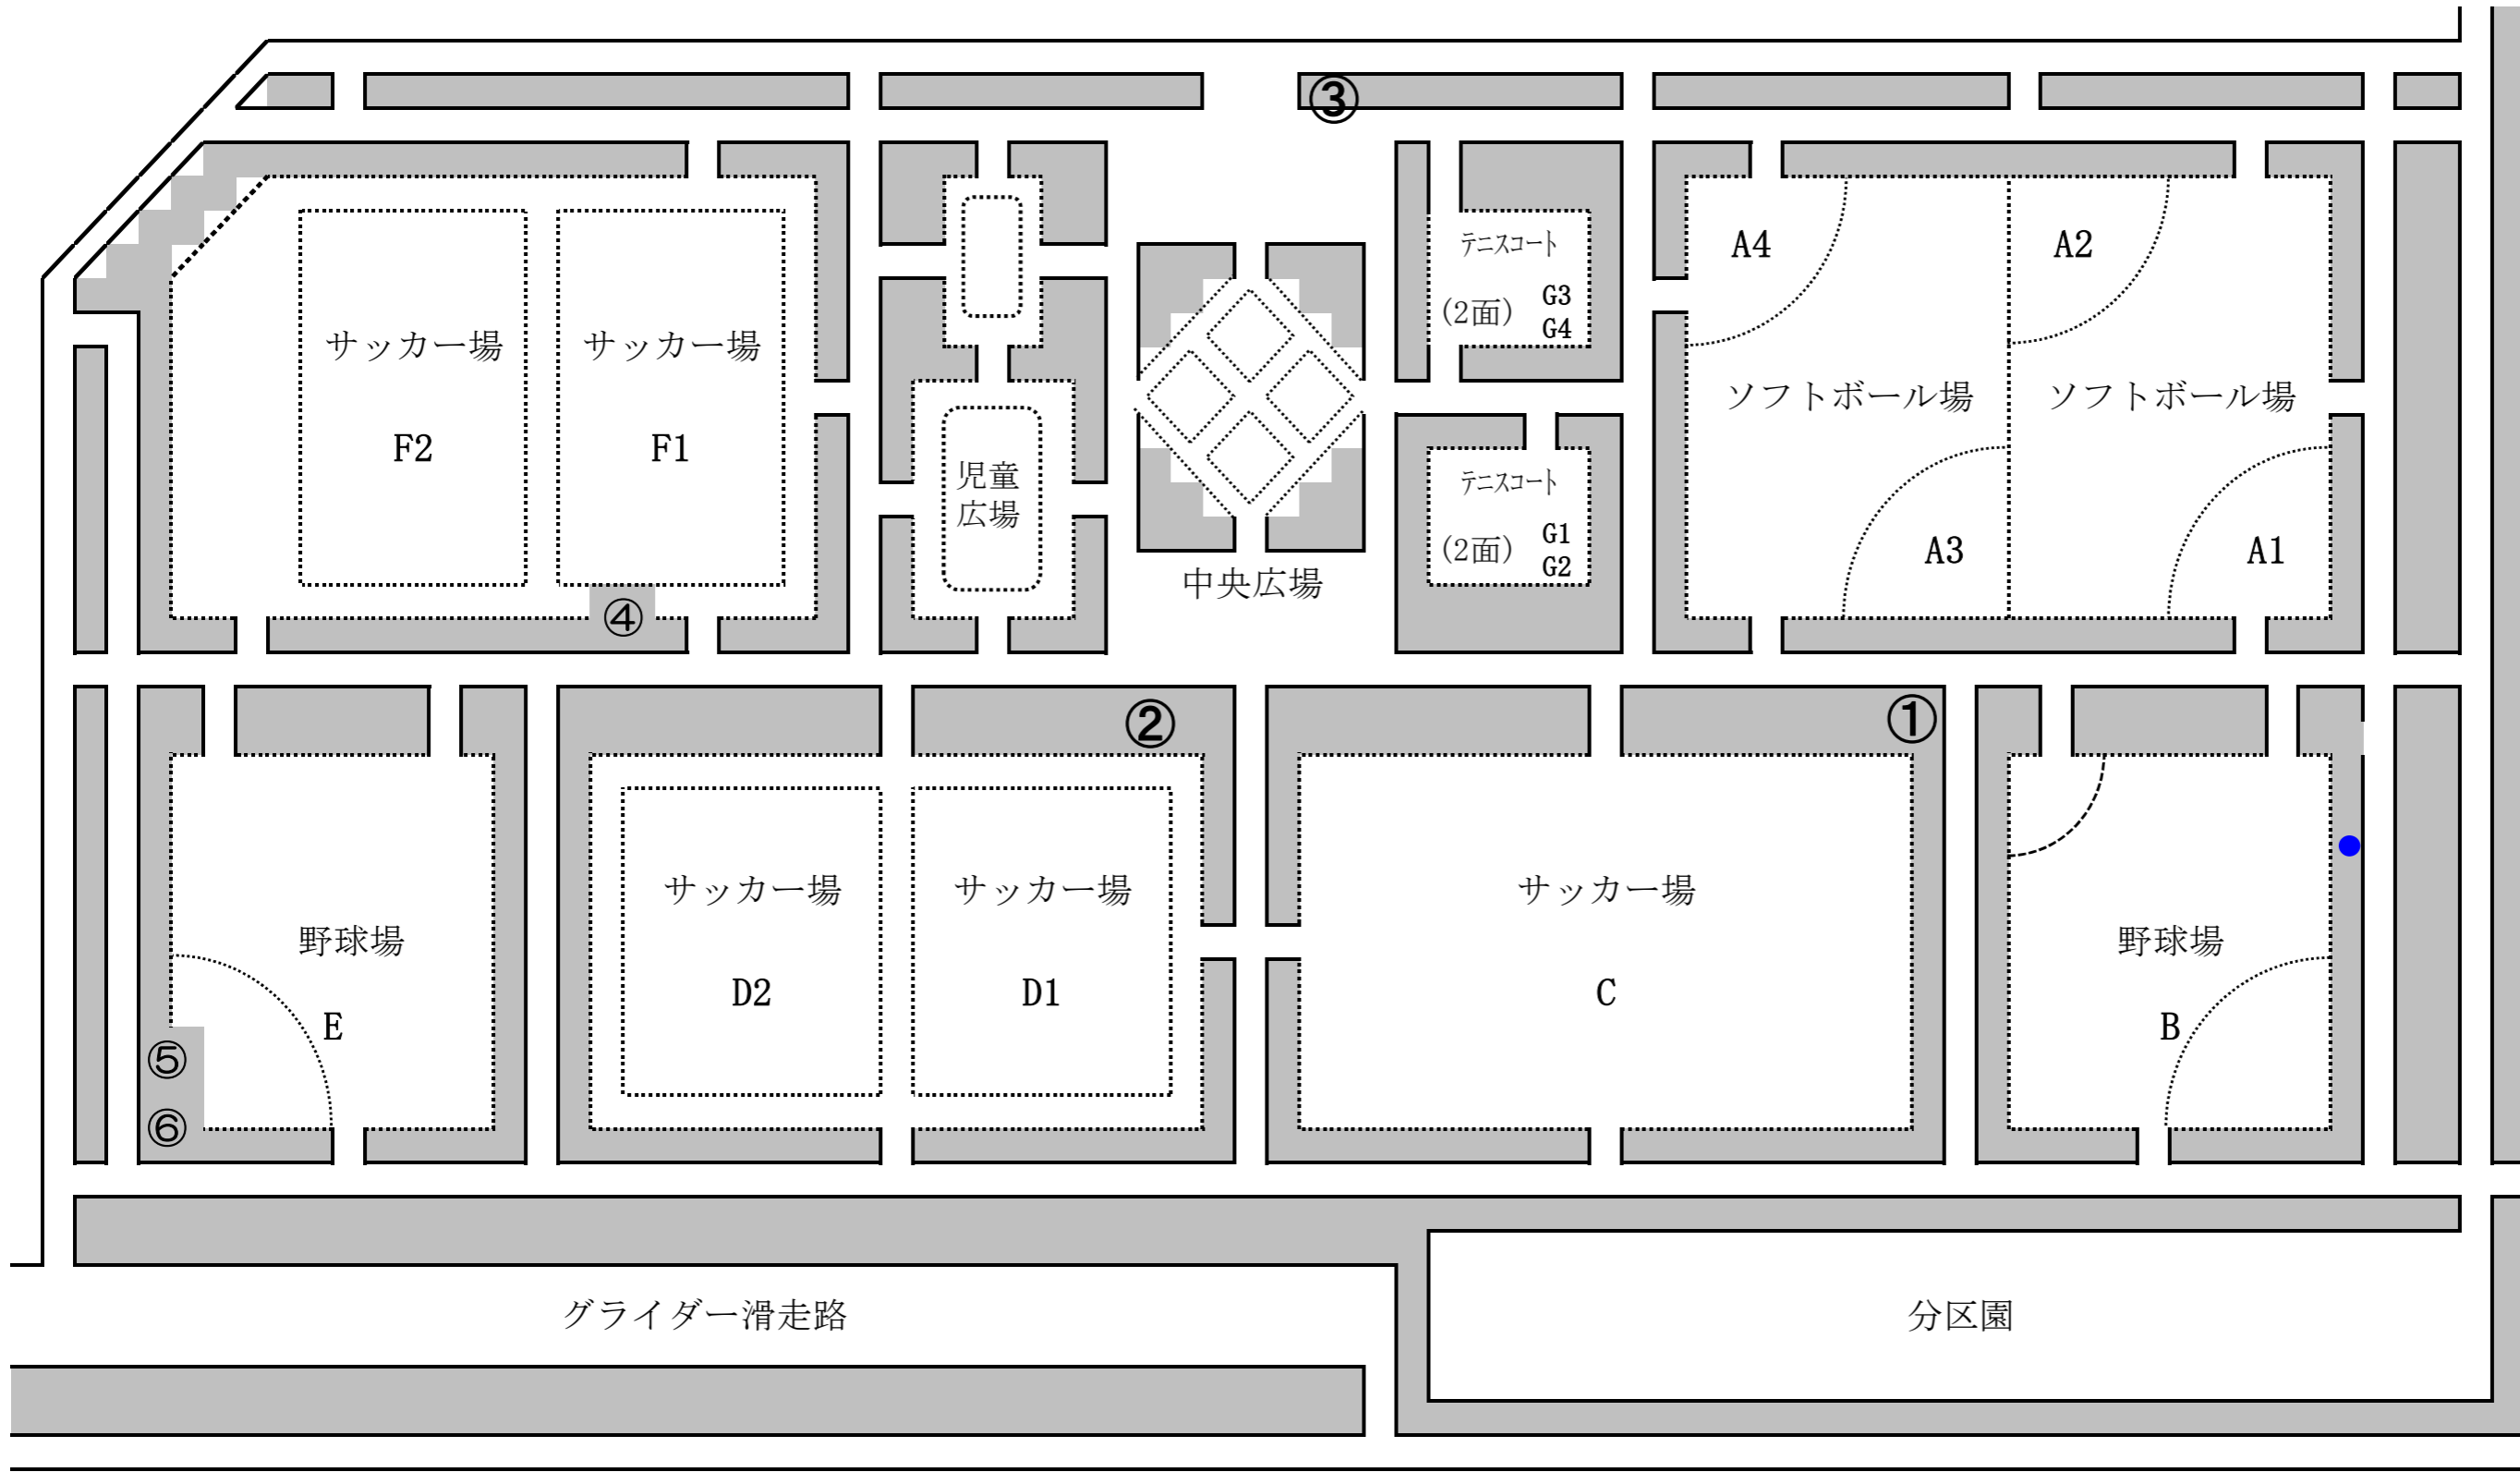 ③
テニスコート
(2面)
G3
G4
A4
A2
サッカー場
F2
サッカー場
F1
ソフトボール場
ソフトボール場
児童
広場
テニスコート
(2面)
G1
G2
A3
A1
中央広場
④
②
①
サッカー場
D2
サッカー場
D1
サッカー場
C
野球場
E
野球場
B
⑤
⑥
グライダー滑走路
分区園